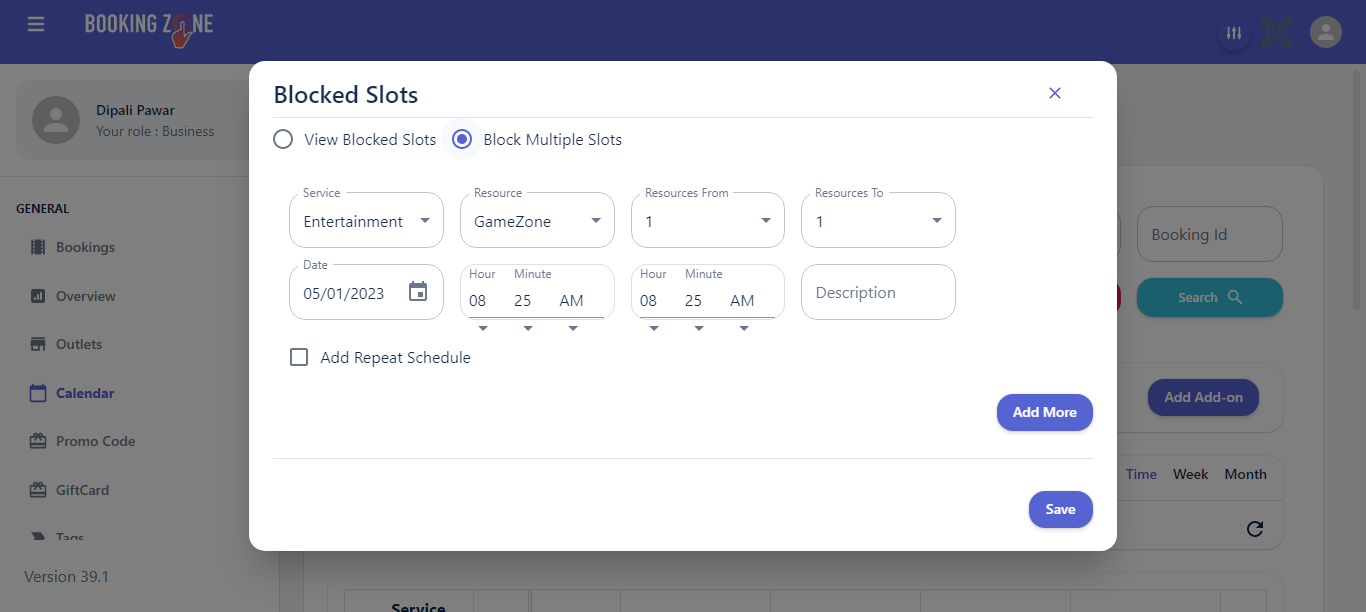 BOOKING ZONE
Blocked Slots
View Blocked Slots
Block Multiple Slots
Service
Entertainment
Resource
GameZone
Resources From
1
Resources To
1
Date
05/01/2023
Hour Minute
08 25 AM
Hour Minute
08 25 AM
Description
Add Repeat Schedule
Add More
Save
Dipali Pawar
Your role : Business
GENERAL
Bookings
Overview
Outlets
Calendar
Promo Code
GiftCard
Tags
Version 39.1
Booking Id
Search
Add Add-on
Time Week Month
Service